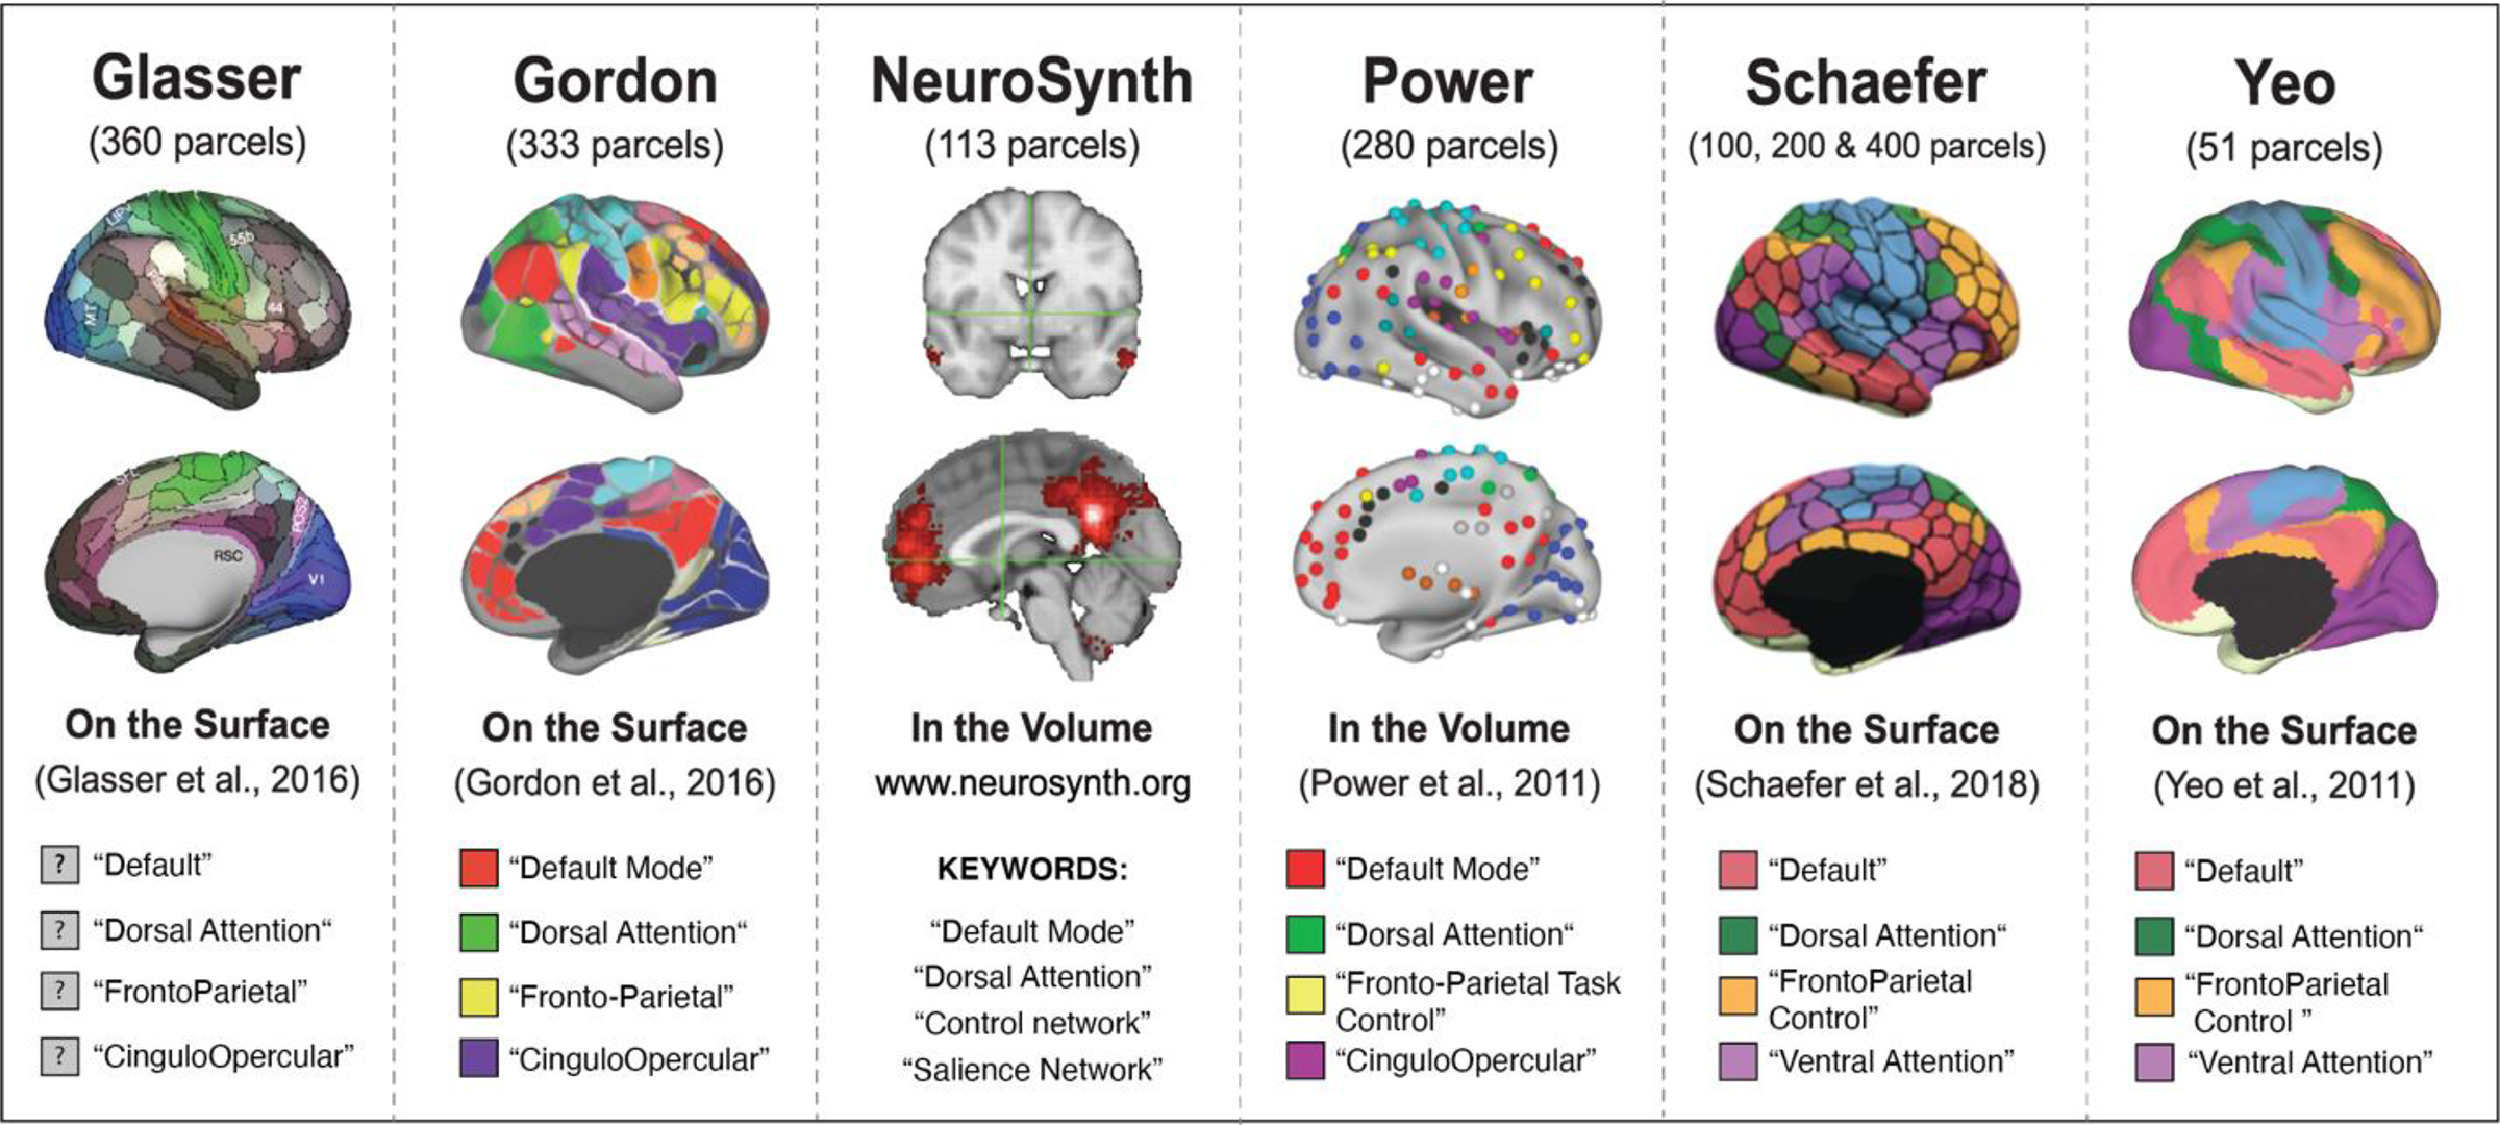 Glasser
(360 parcels)
LIPv
55b
44
MT
SFL
POS2
RSC
V1
On the Surface
(Glasser et al., 2016)
? “Default”
? “Dorsal Attention“
? “FrontoParietal”
? “CinguloOpercular”
Gordon
(333 parcels)
On the Surface
(Gordon et al., 2016)
“Default Mode”
“Dorsal Attention“
“Fronto-Parietal”
“CinguloOpercular”
NeuroSynth
(113 parcels)
In the Volume
www.neurosynth.org
KEYWORDS:
“Default Mode”
“Dorsal Attention”
“Control network”
“Salience Network”
Power
(280 parcels)
In the Volume
(Power et al., 2011)
“Default Mode”
“Dorsal Attention“
“Fronto-Parietal Task
Control”
“CinguloOpercular”
Schaefer
(100, 200 & 400 parcels)
On the Surface
(Schaefer et al., 2018)
“Default”
“Dorsal Attention“
“FrontoParietal
Control”
“Ventral Attention”
Yeo
(51 parcels)
On the Surface
(Yeo et al., 2011)
“Default”
“Dorsal Attention“
“FrontoParietal
Control ”
“Ventral Attention”